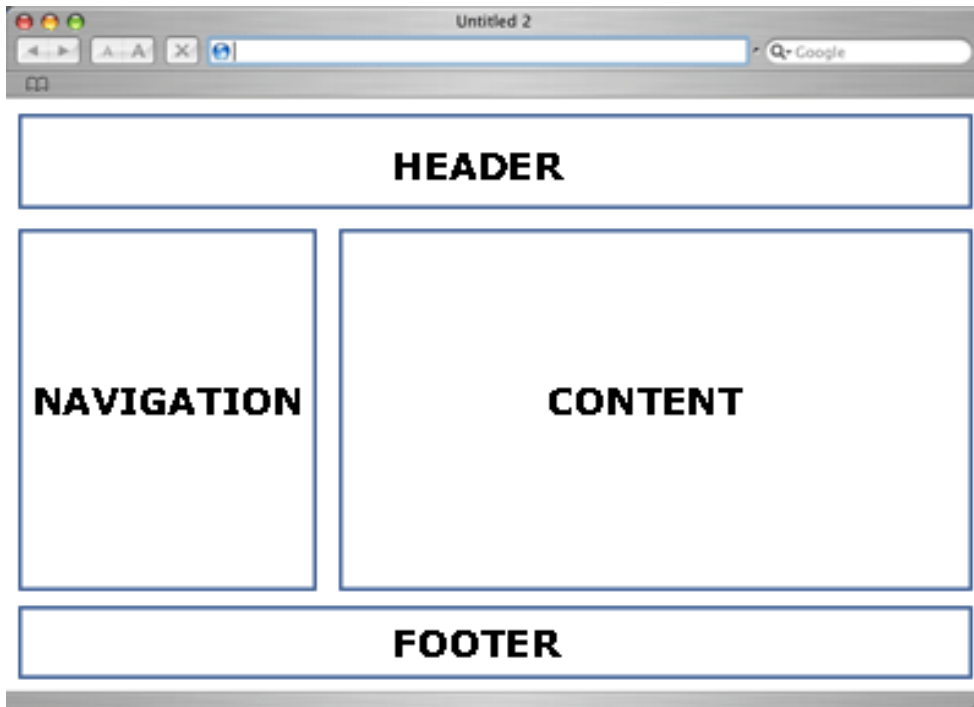 Untitled 2
A A
Google
HEADER
NAVIGATION
CONTENT
FOOTER